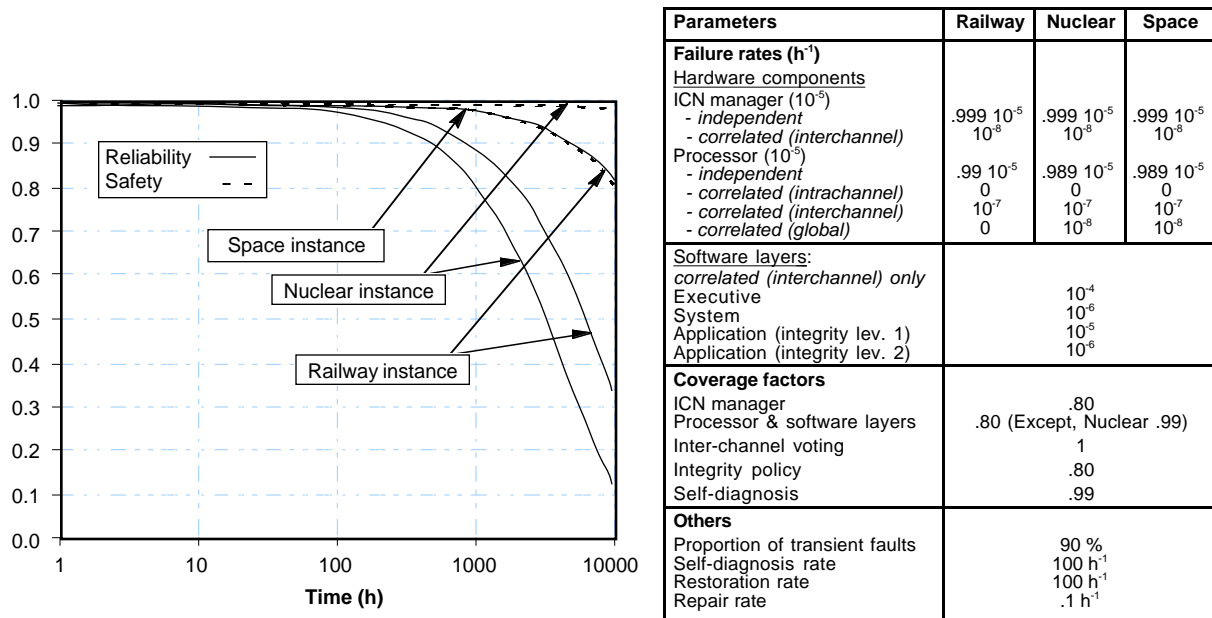 1.0
0.9
0.8
0.7
0.6
0.5
0.4
0.3
0.2
0.1
0.0
Reliability
Safety
Space instance
Nuclear instance
Railway instance
1 10 100 1000 10000
Time (h)
Parameters Railway Nuclear Space
Failure rates (h⁻¹)
Hardware components
ICN manager (10⁻⁵)
- independent .999 10⁻⁵ .999 10⁻⁵ .999 10⁻⁵
- correlated (interchannel) 10⁻⁸ 10⁻⁸ 10⁻⁸
Processor (10⁻⁵)
- independent .99 10⁻⁵ .989 10⁻⁵ .989 10⁻⁵
- correlated (intrachannel) 0 0 0
- correlated (interchannel) 10⁻⁷ 10⁻⁷ 10⁻⁷
- correlated (global) 0 10⁻⁸ 10⁻⁸
Software layers:
correlated (interchannel) only
Executive 10⁻⁴
System 10⁻⁶
Application (integrity lev. 1) 10⁻⁵
Application (integrity lev. 2) 10⁻⁶
Coverage factors
ICN manager .80
Processor & software layers .80 (Except, Nuclear .99)
Inter-channel voting 1
Integrity policy .80
Self-diagnosis .99
Others
Proportion of transient faults 90 %
Self-diagnosis rate 100 h⁻¹
Restoration rate 100 h⁻¹
Repair rate .1 h⁻¹